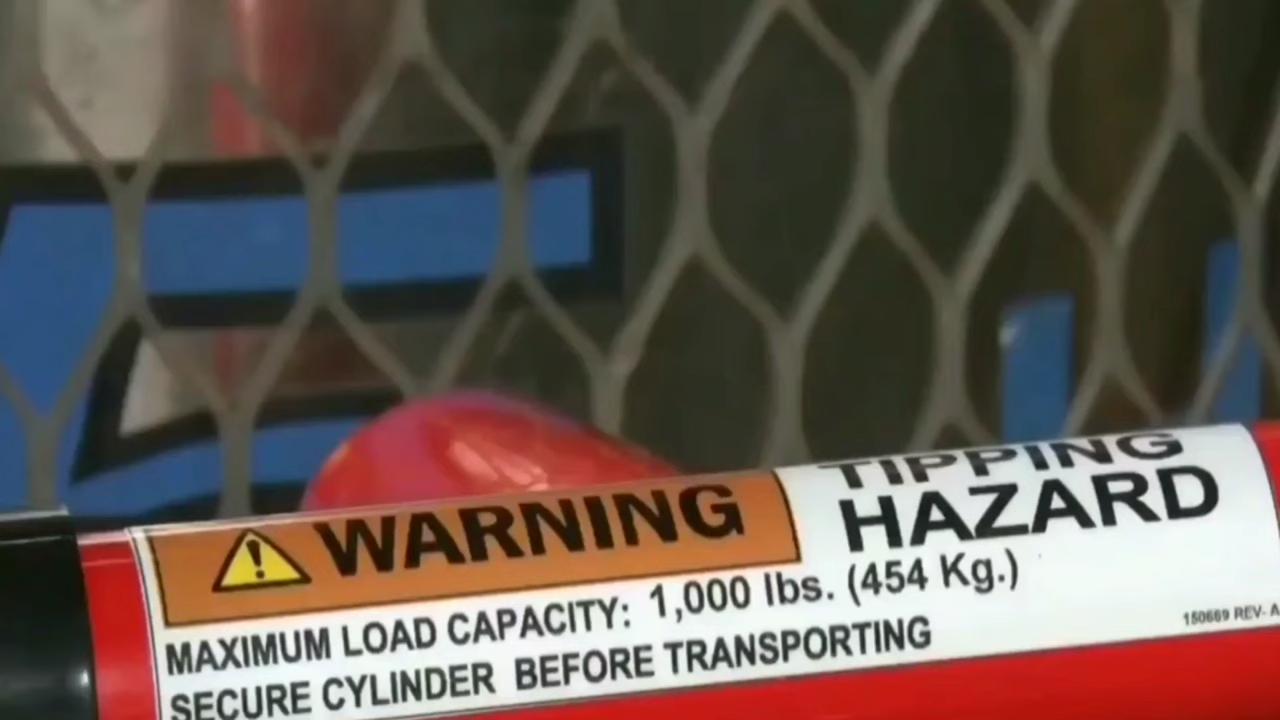 WARNING
TIPPING
HAZARD
MAXIMUM LOAD CAPACITY: 1,000 lbs. (454 Kg.)
SECURE CYLINDER BEFORE TRANSPORTING
150669 REV- A